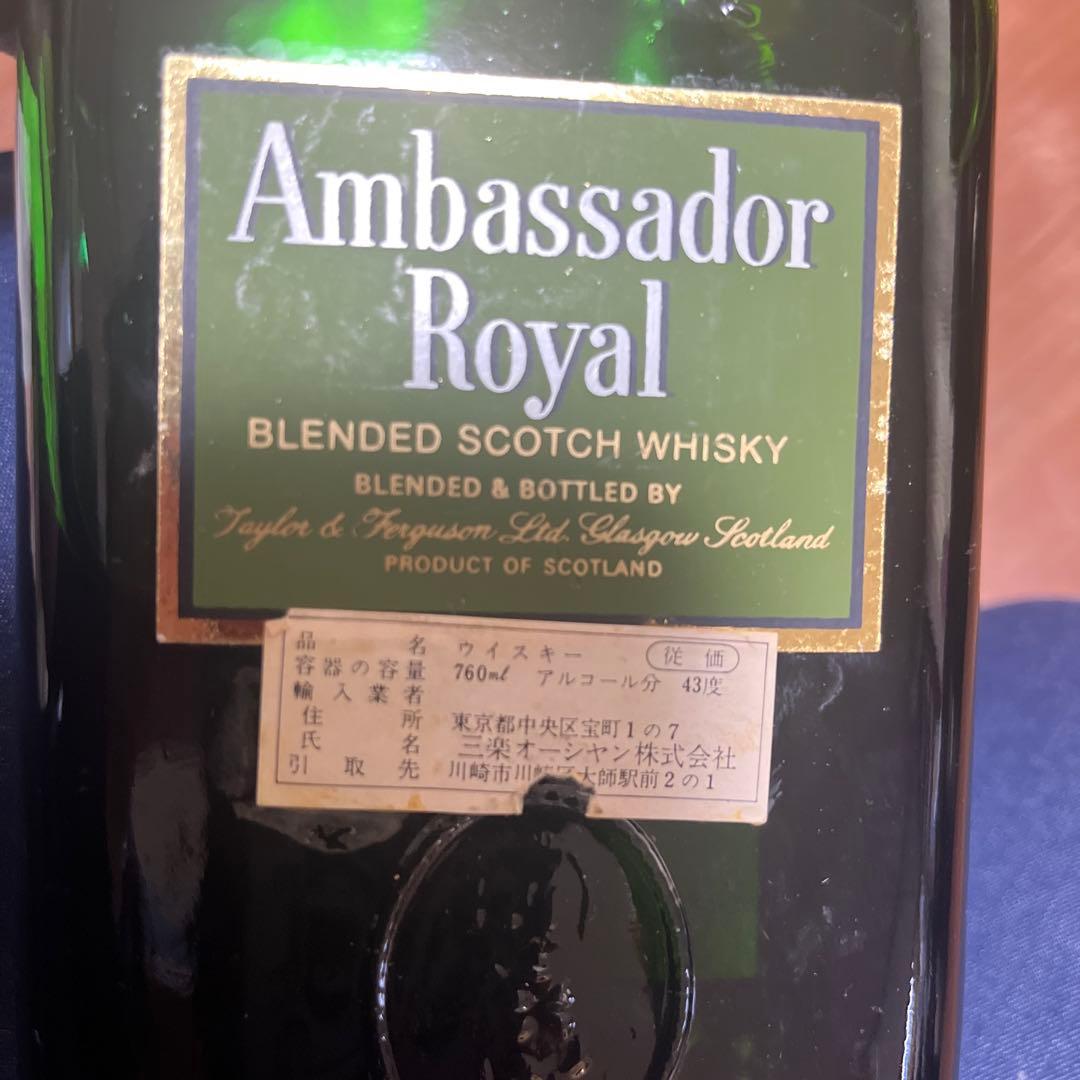 Ambassador
Royal
BLENDED SCOTCH WHISKY
BLENDED & BOTTLED BY
Taylor & Ferguson Ltd. Glasgow Scotland
PRODUCT OF SCOTLAND
品名 ウイスキー 従価
容器の容量 760ml アルコール分 43度
輸入業者
住所 東京都中央区宝町1の7
氏名 三楽オーシヤン株式会社
引取先 川崎市川崎区大師駅前2の1